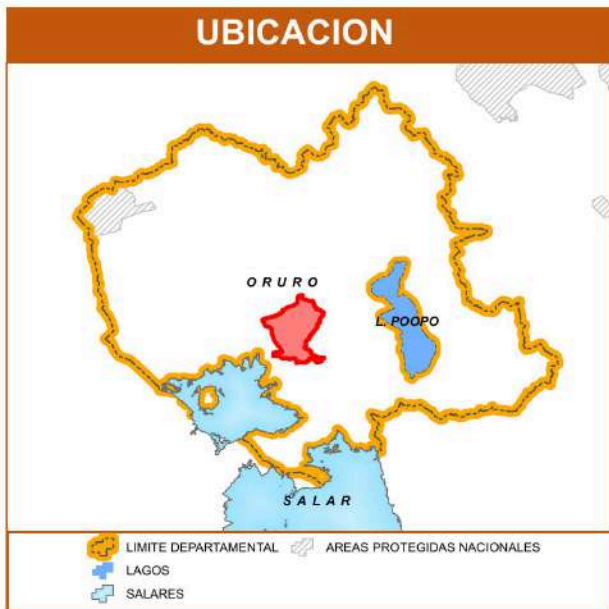 UBICACION
ORURO
L. POOPO
SALAR
LIMITE DEPARTAMENTAL
AREAS PROTEGIDAS NACIONALES
LAGOS
SALARES